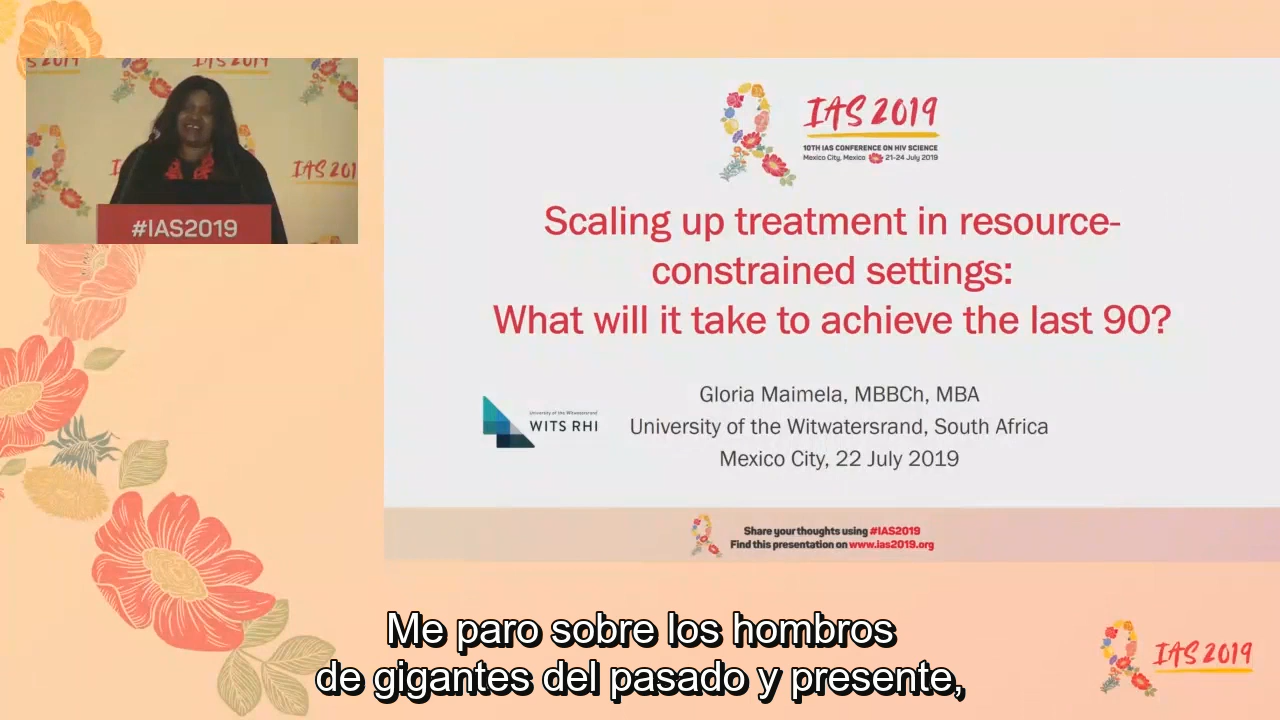 IAS 2019
IAS 2019
#IAS2019
IAS 2019
10TH IAS CONFERENCE ON HIV SCIENCE
Mexico City, Mexico 21-24 July 2019
Scaling up treatment in resource-
constrained settings:
What will it take to achieve the last 90?
Gloria Maimela, MBBCh, MBA
University of the Witwatersrand
WITS RHI
University of the Witwatersrand, South Africa
Mexico City, 22 July 2019
Share your thoughts using #IAS2019
Find this presentation on www.ias2019.org
Me paro sobre los hombros
de gigantes del pasado y presente,
IAS 2019